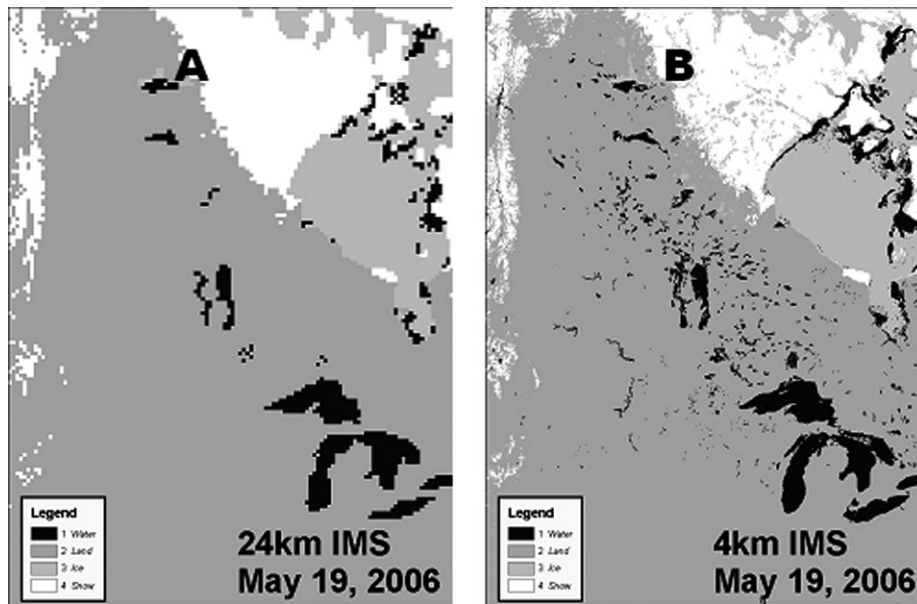 A
Legend
1 Water
2 Land
3 Ice
4 Snow
24km IMS
May 19, 2006
B
Legend
1 Water
2 Land
3 Ice
4 Snow
4km IMS
May 19, 2006